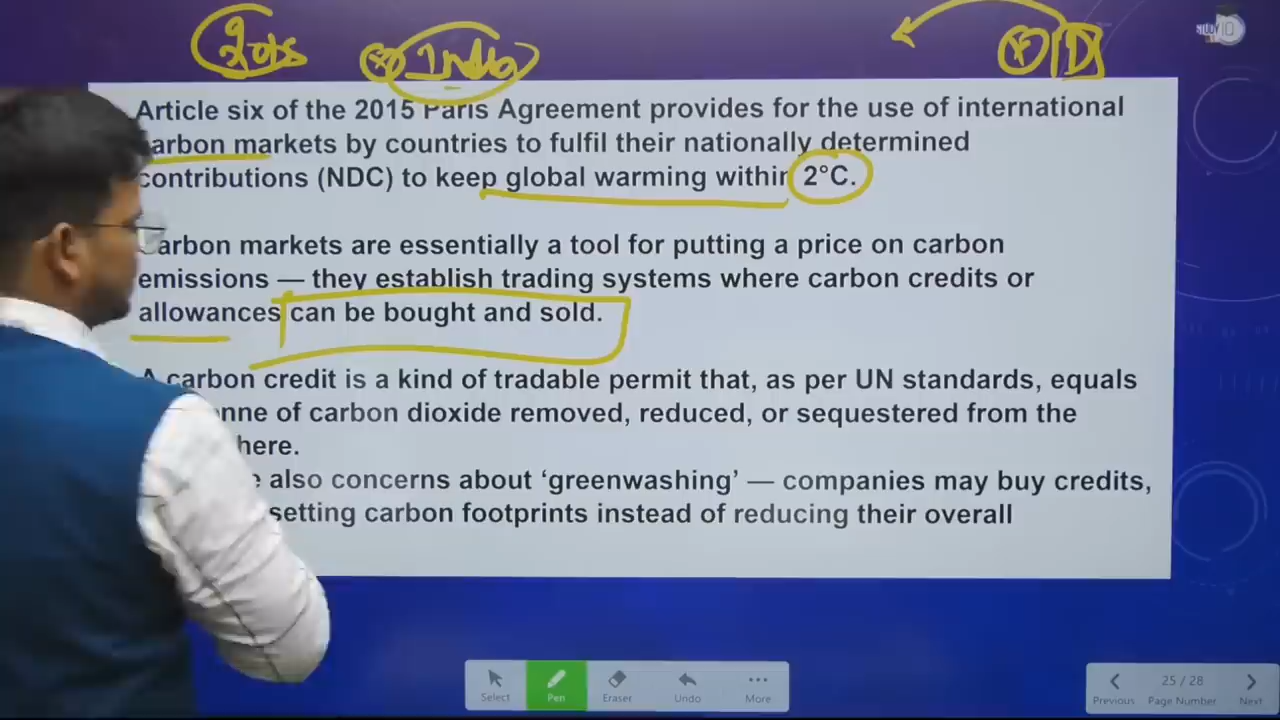 India
Article six of the 2015 Paris Agreement provides for the use of international
carbon markets by countries to fulfil their nationally determined
contributions (NDC) to keep global warming within 2°C.
Carbon markets are essentially a tool for putting a price on carbon
emissions — they establish trading systems where carbon credits or
allowances can be bought and sold.
A carbon credit is a kind of tradable permit that, as per UN standards, equals
onne of carbon dioxide removed, reduced, or sequestered from the
here.
e also concerns about ‘greenwashing’ — companies may buy credits,
setting carbon footprints instead of reducing their overall
Select Pen Eraser Undo More
Previous 25 / 28 Page Number Next